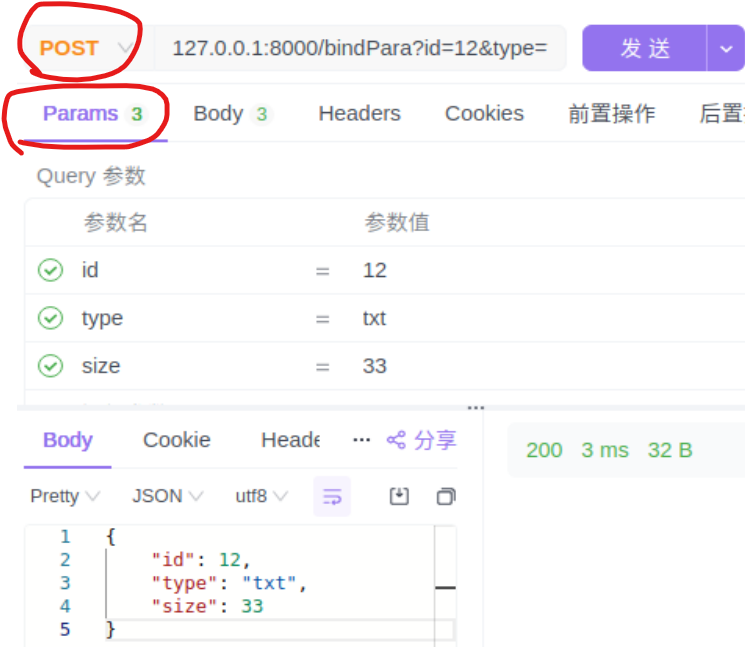 POST 127.0.0.1:8000/bindPara?id=12&type= 发 送
Params 3 Body 3 Headers Cookies 前置操作 后置
Query 参数
参数名 参数值
id = 12
type = txt
size = 33
Body Cookie Heade ... 分享
200 3 ms 32 B
Pretty JSON utf8
1 {
2 "id": 12,
3 "type": "txt",
4 "size": 33
5 }